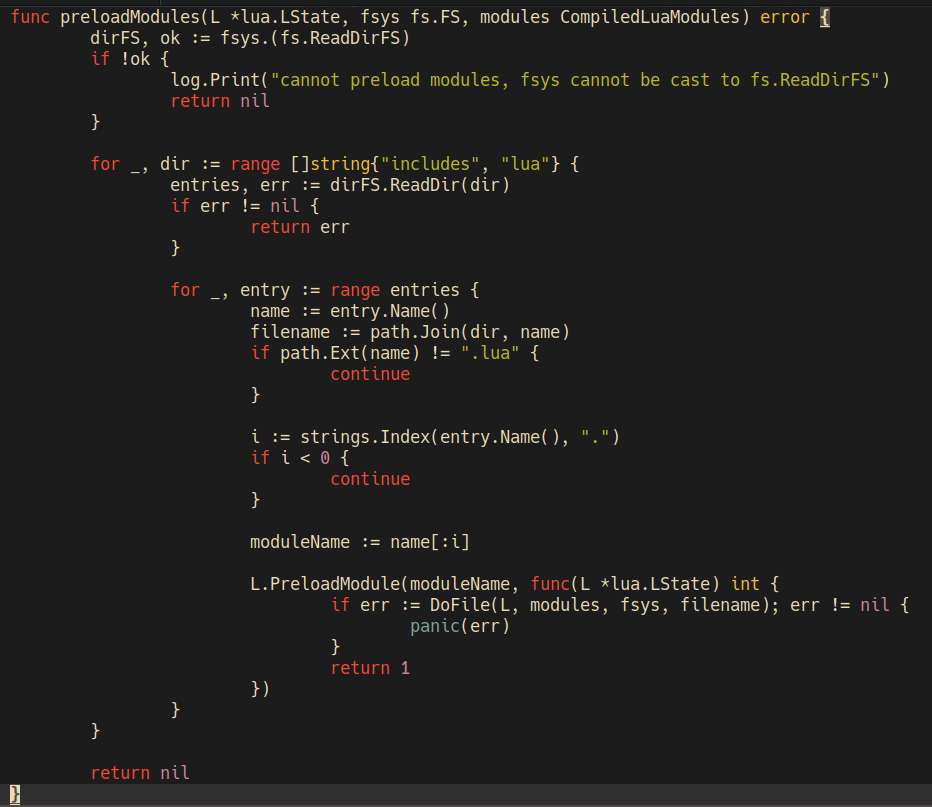 func preloadModules(L *lua.LState, fsys fs.FS, modules CompiledLuaModules) error {
        dirFS, ok := fsys.(fs.ReadDirFS)
        if !ok {
                log.Print("cannot preload modules, fsys cannot be cast to fs.ReadDirFS")
                return nil
        }

        for _, dir := range []string{"includes", "lua"} {
                entries, err := dirFS.ReadDir(dir)
                if err != nil {
                        return err
                }

                for _, entry := range entries {
                        name := entry.Name()
                        filename := path.Join(dir, name)
                        if path.Ext(name) != ".lua" {
                                continue
                        }

                        i := strings.Index(entry.Name(), ".")
                        if i < 0 {
                                continue
                        }

                        moduleName := name[:i]

                        L.PreloadModule(moduleName, func(L *lua.LState) int {
                                if err := DoFile(L, modules, fsys, filename); err != nil {
                                        panic(err)
                                }
                                return 1
                        })
                }
        }

        return nil
}